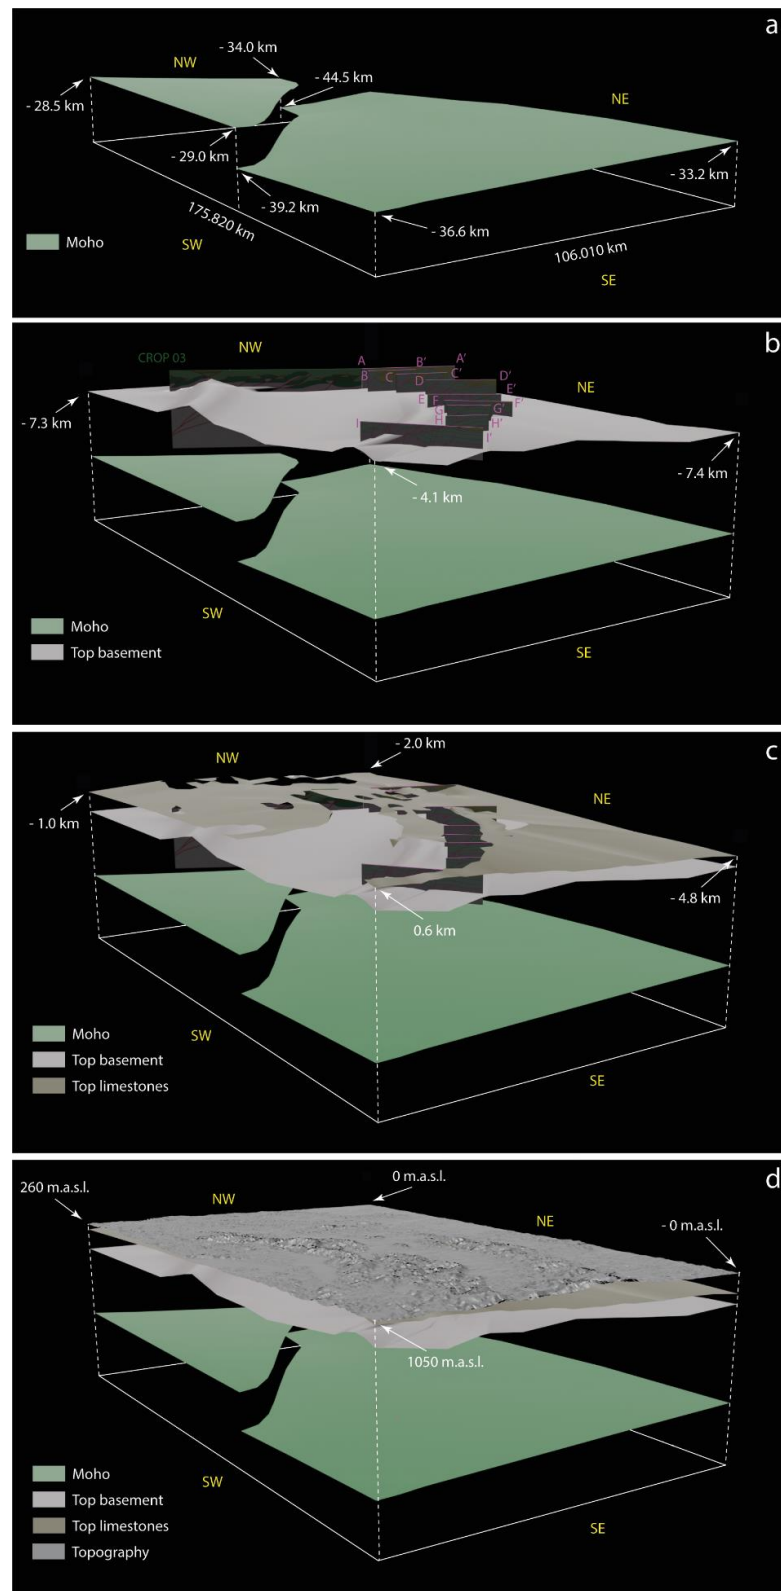 a
- 34.0 km
NW
- 44.5 km
NE
- 28.5 km
- 29.0 km
- 33.2 km
- 39.2 km
175.820 km
- 36.6 km
106.010 km
Moho
SW
SE
b
NW
A
B'
A'
CROP 03
B
C
C'
D
D'
NE
E
E'
F
F'
G
G'
H
H'
I
I'
- 7.3 km
- 7.4 km
- 4.1 km
SW
Moho
Top basement
SE
c
- 2.0 km
NW
NE
- 1.0 km
- 4.8 km
0.6 km
SW
Moho
Top basement
Top limestones
SE
d
260 m.a.s.l.
NW
0 m.a.s.l.
NE
- 0 m.a.s.l.
1050 m.a.s.l.
Moho
SW
Top basement
Top limestones
SE
Topography